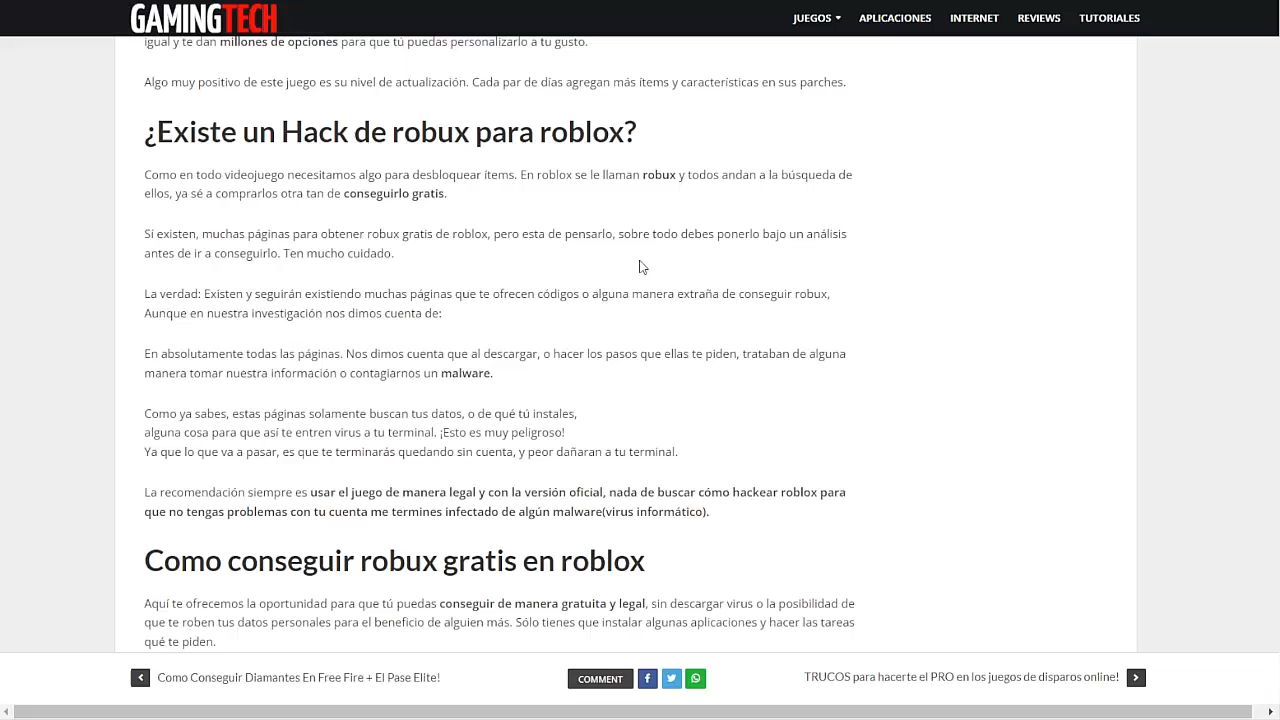 GAMINGTECH
JUEGOS APLICACIONES INTERNET REVIEWS TUTORIALES
igual y te dan millones de opciones para que tú puedas personalizarlo a tu gusto.
Algo muy positivo de este juego es su nivel de actualización. Cada par de días agregan más ítems y características en sus parches.
¿Existe un Hack de robux para roblox?
Como en todo videojuego necesitamos algo para desbloquear ítems. En roblox se le llaman robux y todos andan a la búsqueda de
ellos, ya sé a comprarlos otra tan de conseguirlo gratis.
Si existen, muchas páginas para obtener robux gratis de roblox, pero esta de pensarlo, sobre todo debes ponerlo bajo un análisis
antes de ir a conseguirlo. Ten mucho cuidado.
La verdad: Existen y seguirán existiendo muchas páginas que te ofrecen códigos o alguna manera extraña de conseguir robux,
Aunque en nuestra investigación nos dimos cuenta de:
En absolutamente todas las páginas. Nos dimos cuenta que al descargar, o hacer los pasos que ellas te piden, trataban de alguna
manera tomar nuestra información o contagiarnos un malware.
Como ya sabes, estas páginas solamente buscan tus datos, o de qué tú instales,
alguna cosa para que así te entren virus a tu terminal. ¡Esto es muy peligroso!
Ya que lo que va a pasar, es que te terminarás quedando sin cuenta, y peor dañaran a tu terminal.
La recomendación siempre es usar el juego de manera legal y con la versión oficial, nada de buscar cómo hackear roblox para
que no tengas problemas con tu cuenta me termines infectado de algún malware(virus informático).
Como conseguir robux gratis en roblox
Aquí te ofrecemos la oportunidad para que tú puedas conseguir de manera gratuita y legal, sin descargar virus o la posibilidad de
que te roben tus datos personales para el beneficio de alguien más. Sólo tienes que instalar algunas aplicaciones y hacer las tareas
qué te piden.
Como Conseguir Diamantes En Free Fire + El Pase Elite! COMMENT TRUCOS para hacerte el PRO en los juegos de disparos online!